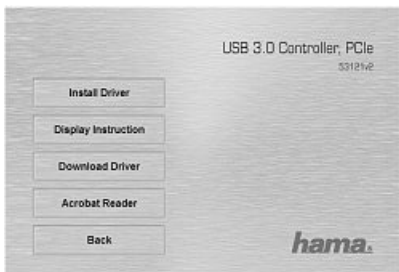 USB 3.0 Controller, PCIe
53121v2
Install Driver
Display Instruction
Download Driver
Acrobat Reader
Back
hama.